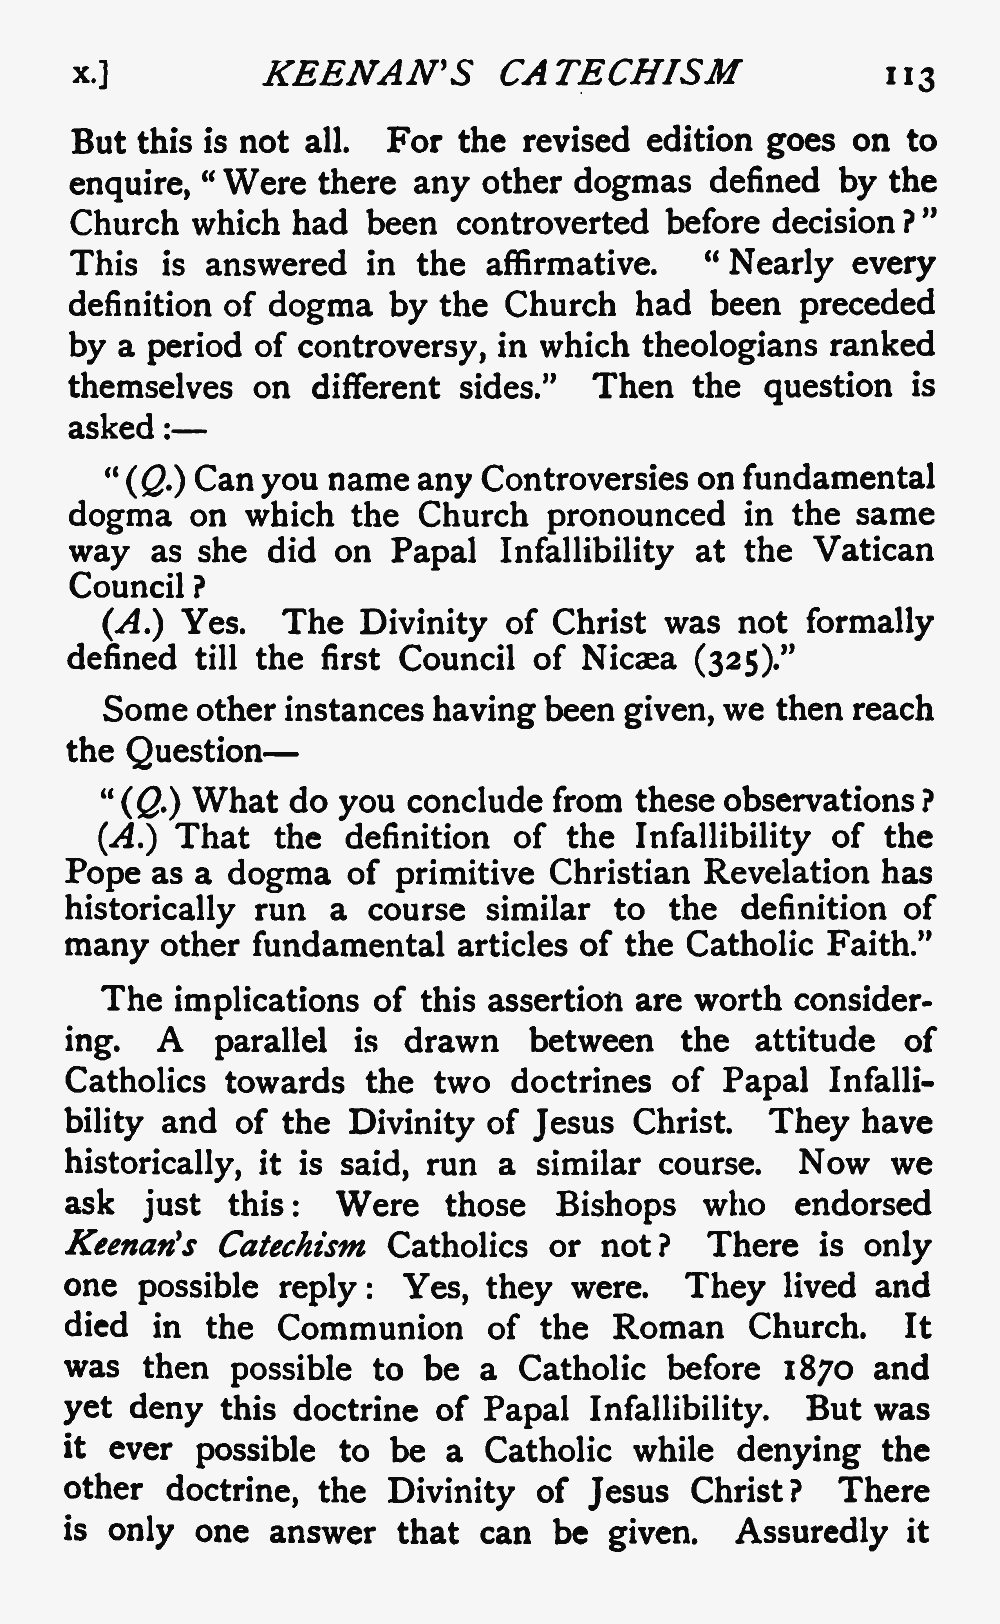 x.] KEENAN'S CATECHISM 113
But this is not all. For the revised edition goes on to
enquire, “Were there any other dogmas defined by the
Church which had been controverted before decision?”
This is answered in the affirmative. “Nearly every
definition of dogma by the Church had been preceded
by a period of controversy, in which theologians ranked
themselves on different sides.” Then the question is
asked:—
“(Q.) Can you name any Controversies on fundamental
dogma on which the Church pronounced in the same
way as she did on Papal Infallibility at the Vatican
Council?
(A.) Yes. The Divinity of Christ was not formally
defined till the first Council of Nicæa (325).”
Some other instances having been given, we then reach
the Question—
“(Q.) What do you conclude from these observations?
(A.) That the definition of the Infallibility of the
Pope as a dogma of primitive Christian Revelation has
historically run a course similar to the definition of
many other fundamental articles of the Catholic Faith.”
The implications of this assertion are worth consider-
ing. A parallel is drawn between the attitude of
Catholics towards the two doctrines of Papal Infalli-
bility and of the Divinity of Jesus Christ. They have
historically, it is said, run a similar course. Now we
ask just this: Were those Bishops who endorsed
Keenan's Catechism Catholics or not? There is only
one possible reply: Yes, they were. They lived and
died in the Communion of the Roman Church. It
was then possible to be a Catholic before 1870 and
yet deny this doctrine of Papal Infallibility. But was
it ever possible to be a Catholic while denying the
other doctrine, the Divinity of Jesus Christ? There
is only one answer that can be given. Assuredly it